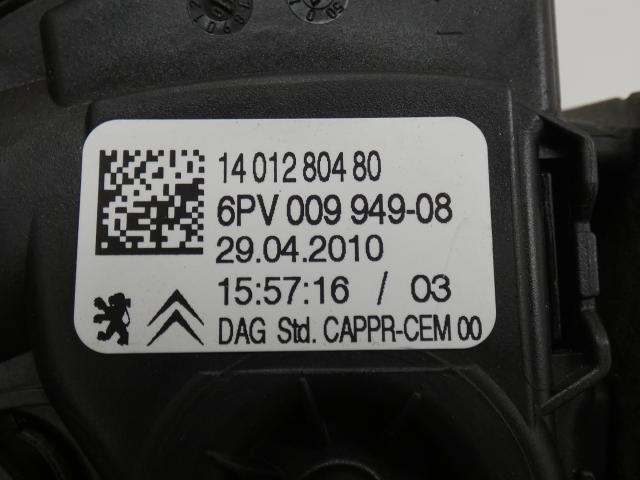 14 012 804 80
6PV 009 949-08
29.04.2010
15:57:16 / 03
DAG Std. CAPPR-CEM 00